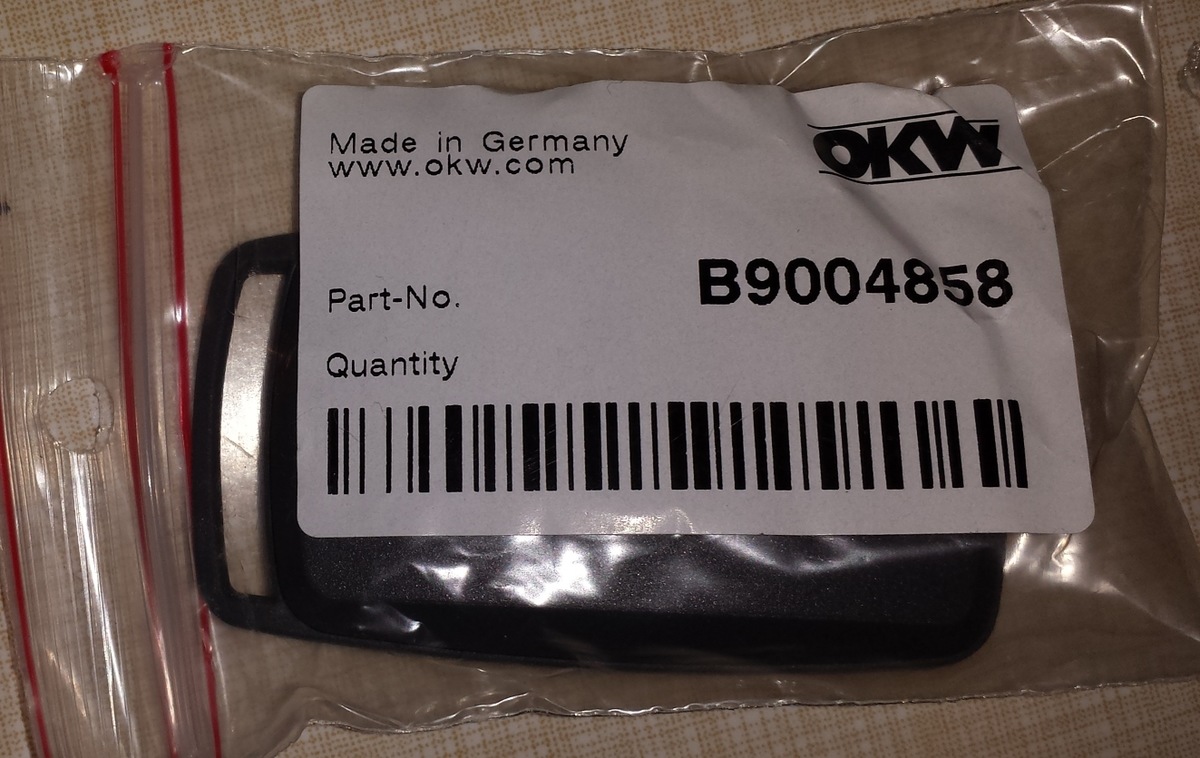 Made in Germany
www.okw.com
OKW
Part-No. B9004858
Quantity